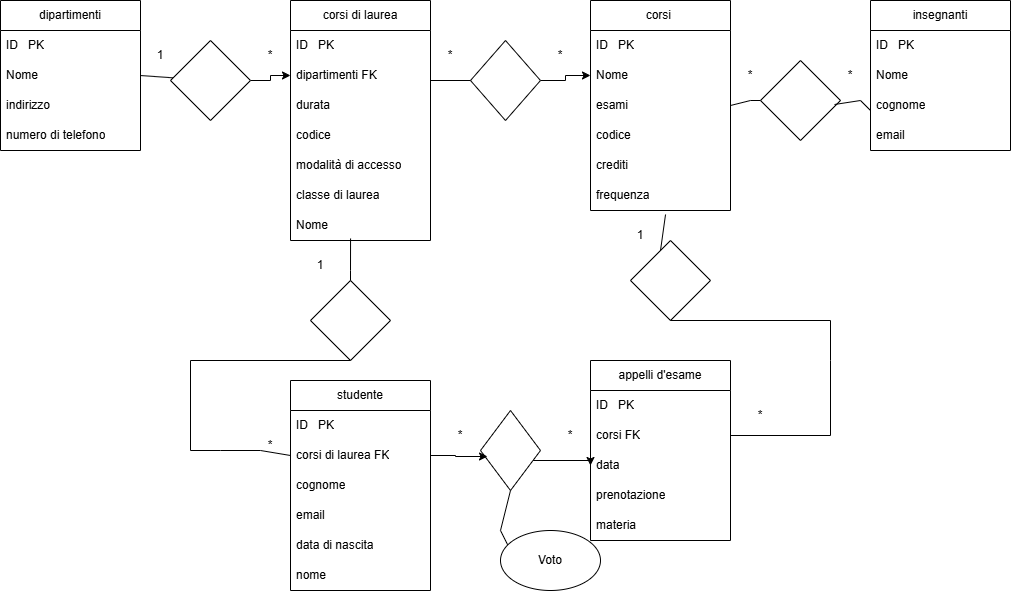 dipartimenti
ID PK
Nome
indirizzo
numero di telefono
1
*
corsi di laurea
ID PK
dipartimenti FK
durata
codice
modalità di accesso
classe di laurea
Nome
*
*
corsi
ID PK
Nome
esami
codice
crediti
frequenza
*
*
insegnanti
ID PK
Nome
cognome
email
1
1
*
studente
ID PK
corsi di laurea FK
cognome
email
data di nascita
nome
*
*
Voto
appelli d'esame
ID PK
corsi FK
data
prenotazione
materia
*